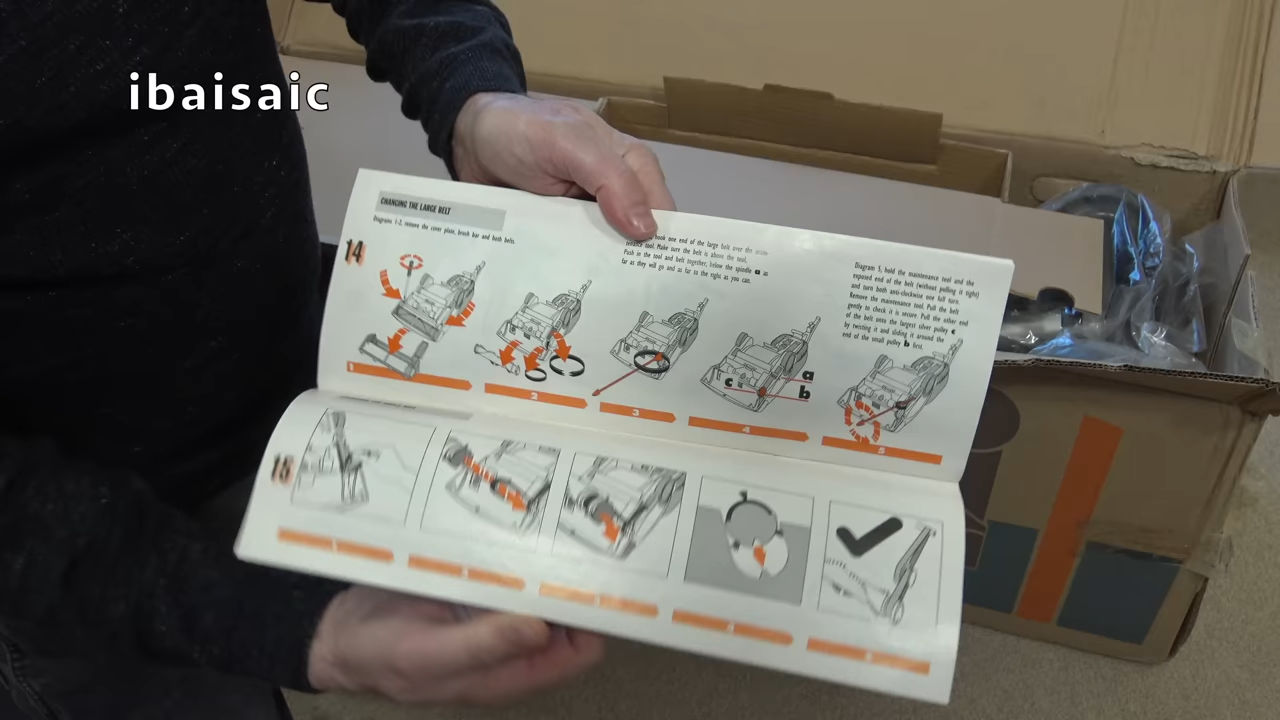 ibaisaic
CHANGING THE LARGE BELT
Diagrams 1-2, remove the cover plate, brush bar and both belts.
14
hook one end of the large belt over the
tool. Make sure the belt is above the tool.
Push in the tool and belt together, below the spindle a as
far as they will go and as far to the right as you can.
Diagram 5, hold the maintenance tool and the
exposed end of the belt (without pulling it tight)
and turn both anti-clockwise one full turn.
Remove the maintenance tool. Pull the belt
gently to check it is secure. Pull the other end
of the belt onto the largest silver pulley c
by twisting it and sliding it around the
end of the small pulley b first.
a
b
c
1
2
3
4
5
15